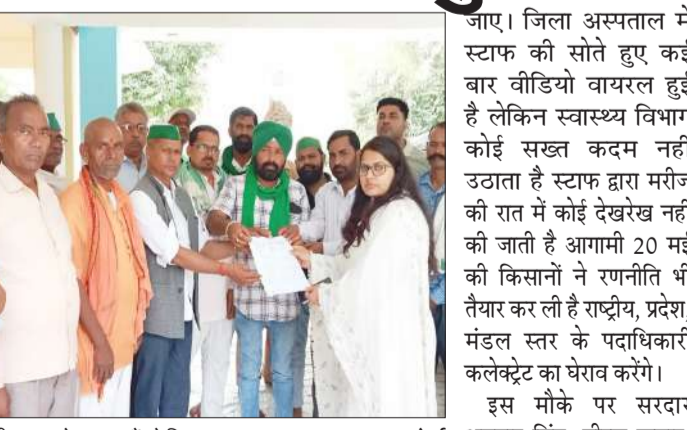 जाए। जिला अस्पताल में
स्टाफ की सोते हुए कई
बार वीडियो वायरल हुई
है लेकिन स्वास्थ्य विभाग
कोई सख्त कदम नहीं
उठाता है स्टाफ द्वारा मरीज
की रात में कोई देखरेख नहीं
की जाती है आगामी 20 मई
की किसानों ने रणनीति भी
तैयार कर ली है राष्ट्रीय, प्रदेश,
मंडल स्तर के पदाधिकारी
कलेक्ट्रेट का घेराव करेंगे।
इस मौके पर सरदार